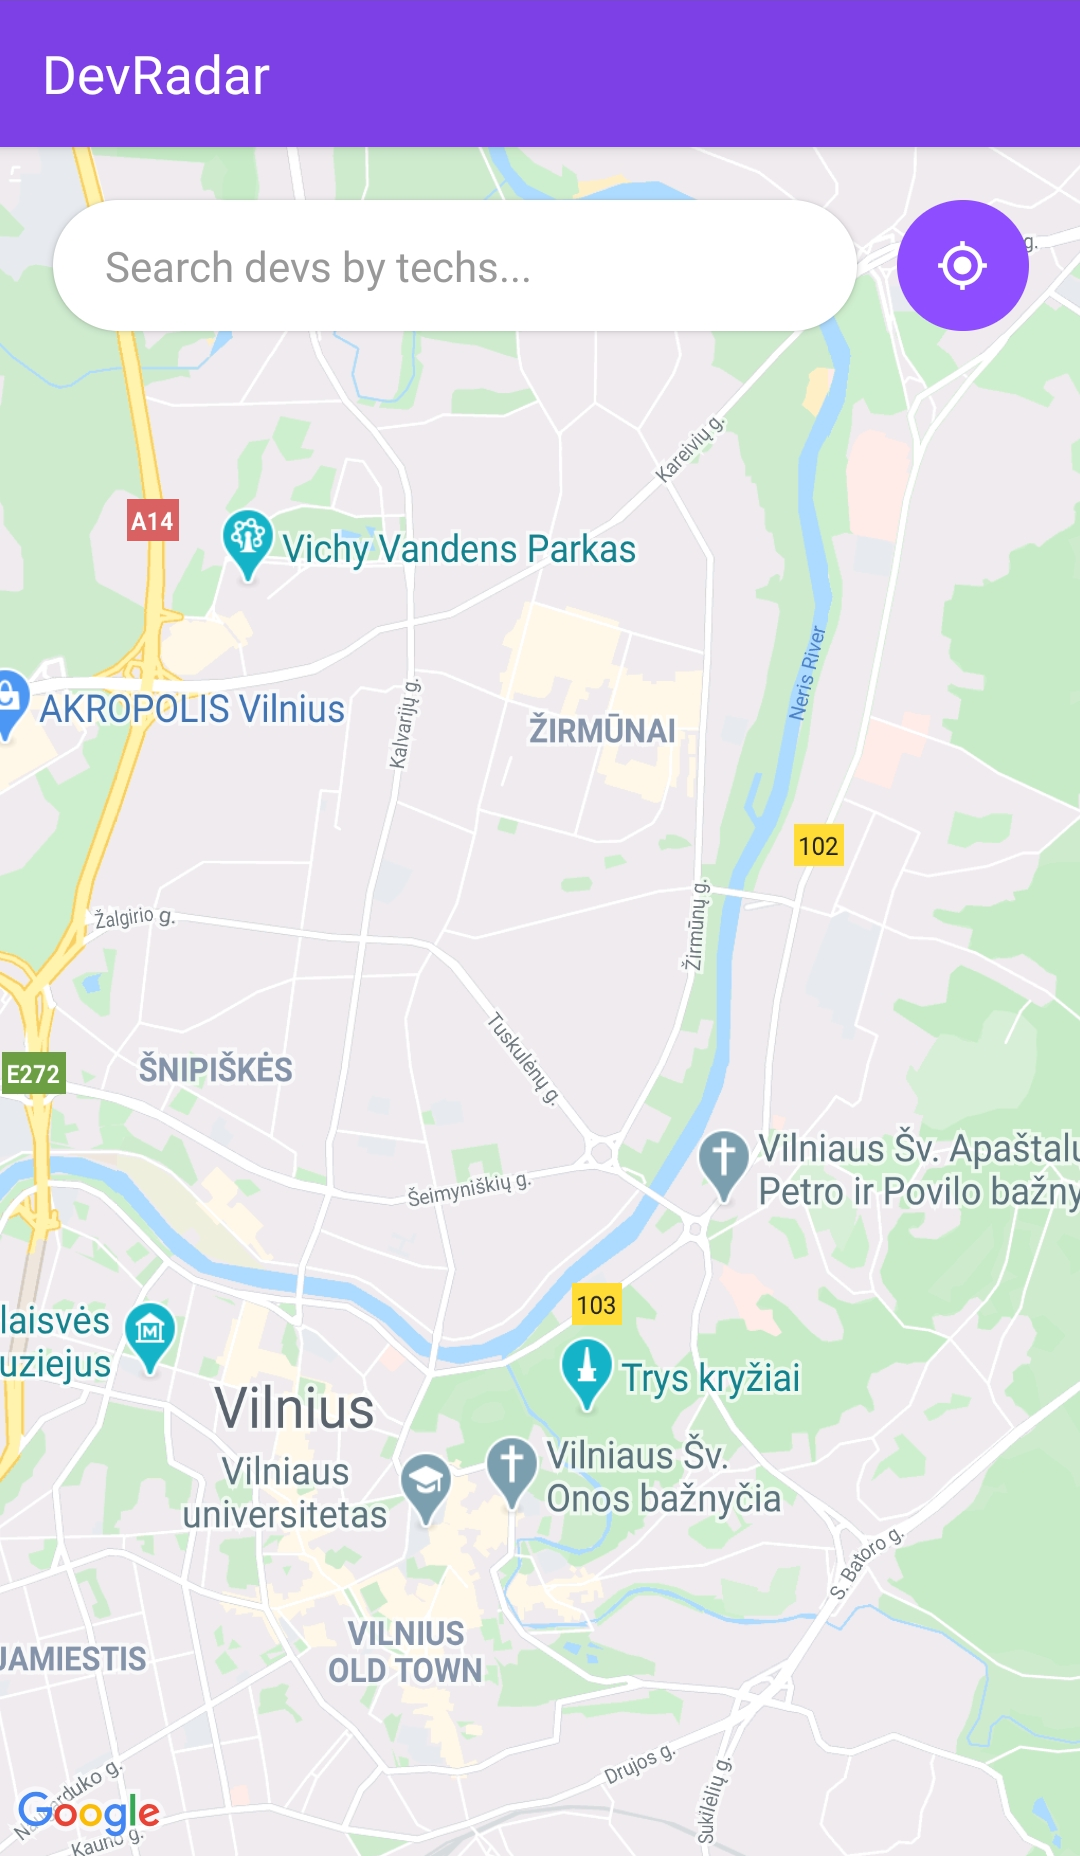 DevRadar
Search devs by techs...
g.
Kareivių g.
A14
Vichy Vandens Parkas
Neris River
AKROPOLIS Vilnius
Kalvarijų g.
ŽIRMŪNAI
102
Žalgirio g.
Žirmūnų g.
Tuskulėnų g.
ŠNIPIŠKĖS
E272
Vilniaus Šv. Apaštalų
Petro ir Povilo bažny
Šeimyniškių g.
103
laisvės
uziejus
Trys kryžiai
Vilnius
Vilniaus
universitetas
Vilniaus Šv.
Onos bažnyčia
S. Batoro g.
VILNIUS
OLD TOWN
JAMIESTIS
Drujos g.
Sukilėlių g.
Google
Kauno g.